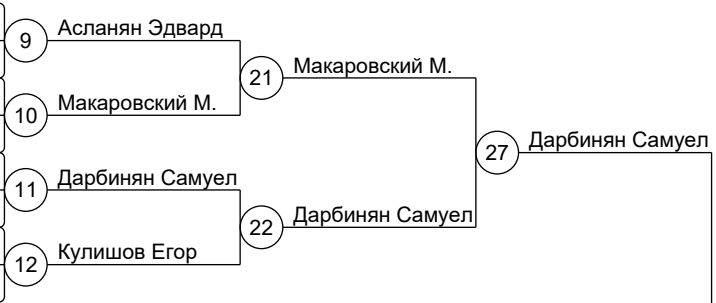 9 Асланян Эдвард
21 Макаровский М.
10 Макаровский М.
27 Дарбинян Самуел
11 Дарбинян Самуел
22 Дарбинян Самуел
12 Кулишов Егор